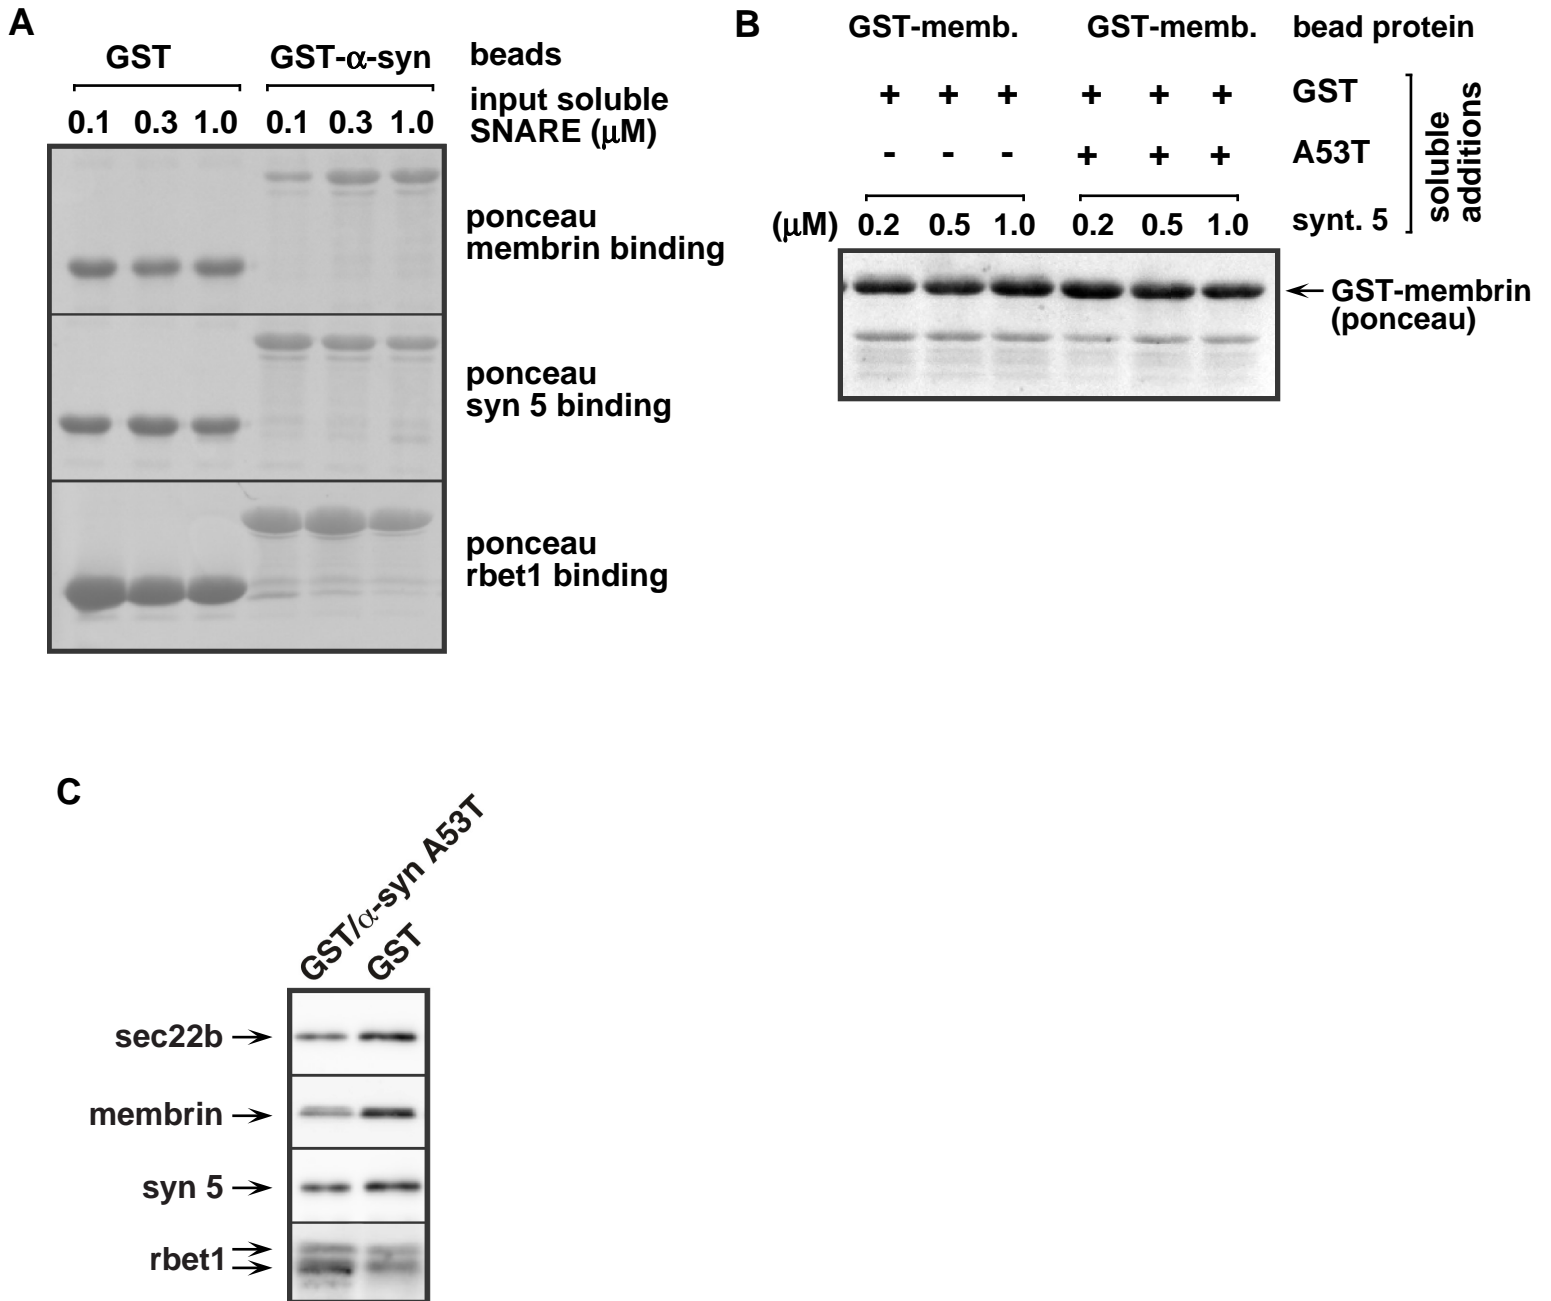 A
GST GST-α-syn beads
0.1 0.3 1.0 0.1 0.3 1.0 input soluble
SNARE (μM)
ponceau
membrin binding
ponceau
syn 5 binding
ponceau
rbet1 binding
B
GST-memb. GST-memb. bead protein
+ + + + + + GST
- - - + + + A53T
(μM) 0.2 0.5 1.0 0.2 0.5 1.0 synt. 5
soluble
additions
GST-membrin
(ponceau)
C
GST/α-syn A53T
GST
sec22b
membrin
syn 5
rbet1